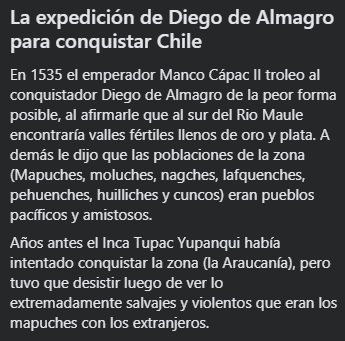 La expedición de Diego de Almagro
para conquistar Chile
En 1535 el emperador Manco Cápac II troleo al
conquistador Diego de Almagro de la peor forma
posible, al afirmarle que al sur del Rio Maule
encontraría valles fértiles llenos de oro y plata. A
demás le dijo que las poblaciones de la zona
(Mapuches, moluches, nagches, lafquenches,
pehuenches, huilliches y cuncos) eran pueblos
pacíficos y amistosos.
Años antes el Inca Tupac Yupanqui había
intentado conquistar la zona (la Araucanía), pero
tuvo que desistir luego de ver lo
extremadamente salvajes y violentos que eran los
mapuches con los extranjeros.